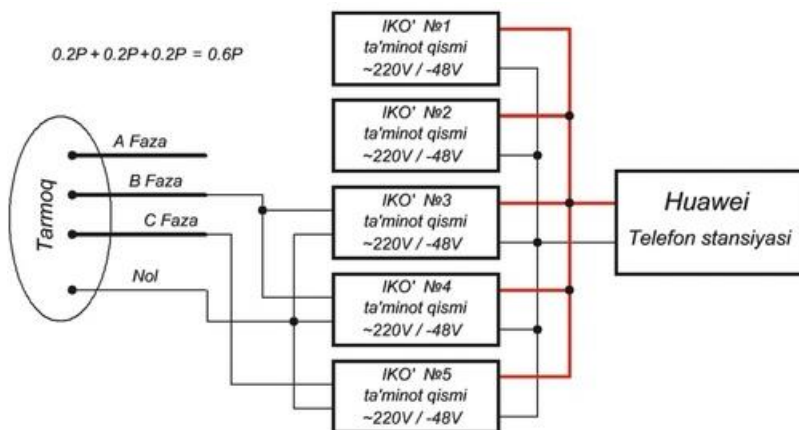 0.2P + 0.2P + 0.2P = 0.6P
Tarmoq
A Faza
B Faza
C Faza
Nol
IKO' №1
ta'minot qismi
~220V / -48V
IKO' №2
ta'minot qismi
~220V / -48V
IKO' №3
ta'minot qismi
~220V / -48V
IKO' №4
ta'minot qismi
~220V / -48V
IKO' №5
ta'minot qismi
~220V / -48V
Huawei
Telefon stansiyasi